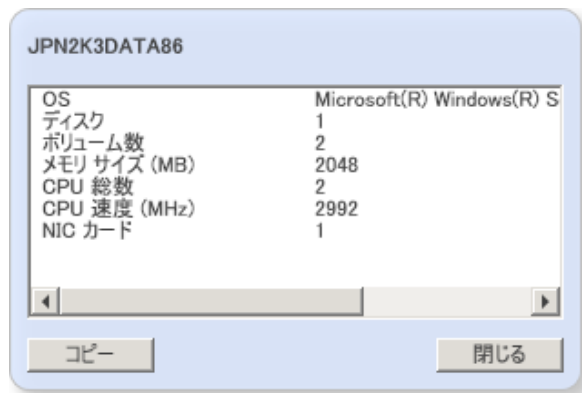 JPN2K3DATA86
OS Microsoft(R) Windows(R) S
ディスク 1
ボリューム数 2
メモリ サイズ (MB) 2048
CPU 総数 2
CPU 速度 (MHz) 2992
NIC カード 1
コピー 閉じる